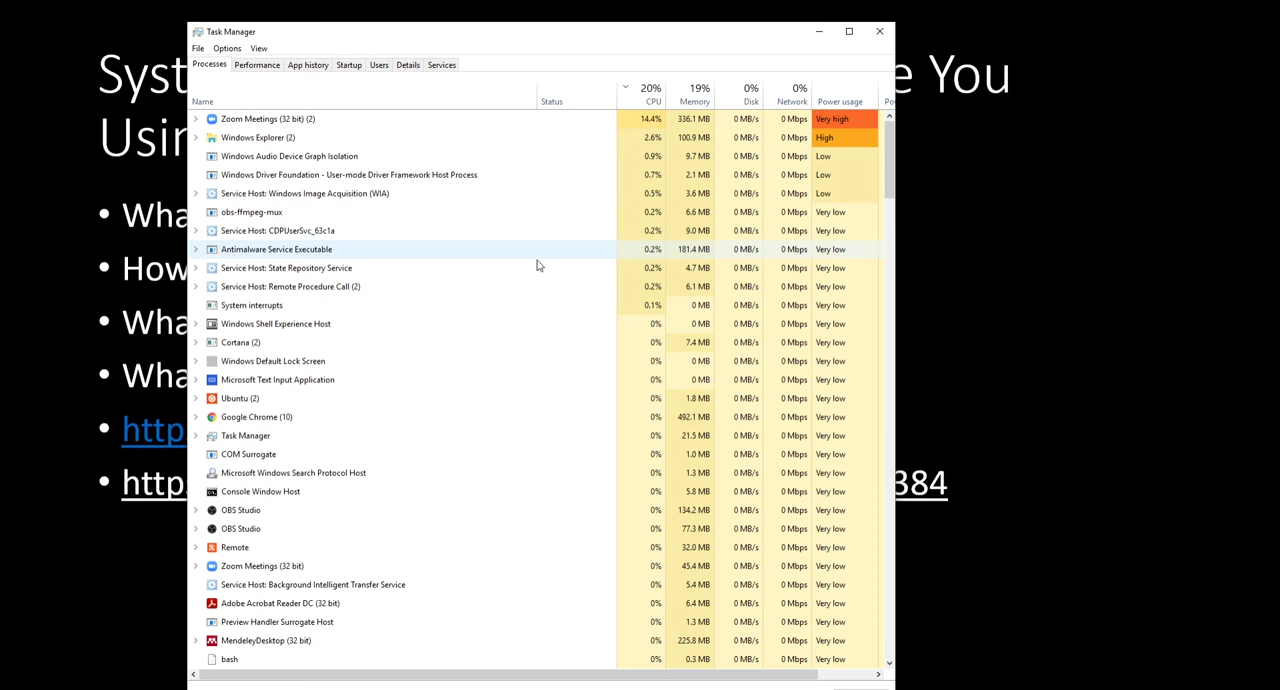 Task Manager
File Options View
Processes Performance App history Startup Users Details Services
20% 19% 0% 0%
Name Status CPU Memory Disk Network Power usage Po
Zoom Meetings (32 bit) (2) 14.4% 336.1 MB 0 MB/s 0 Mbps Very high
Windows Explorer (2) 2.6% 100.9 MB 0 MB/s 0 Mbps High
Windows Audio Device Graph Isolation 0.9% 9.7 MB 0 MB/s 0 Mbps Low
Windows Driver Foundation - User-mode Driver Framework Host Process 0.7% 2.1 MB 0 MB/s 0 Mbps Low
Service Host: Windows Image Acquisition (WIA) 0.5% 3.6 MB 0 MB/s 0 Mbps Low
obs-ffmpeg-mux 0.2% 6.6 MB 0 MB/s 0 Mbps Very low
Service Host: CDPUserSvc_63c1a 0.2% 9.0 MB 0 MB/s 0 Mbps Very low
Antimalware Service Executable 0.2% 181.4 MB 0 MB/s 0 Mbps Very low
Service Host: State Repository Service 0.2% 4.7 MB 0 MB/s 0 Mbps Very low
Service Host: Remote Procedure Call (2) 0.2% 6.1 MB 0 MB/s 0 Mbps Very low
System interrupts 0.1% 0 MB 0 MB/s 0 Mbps Very low
Windows Shell Experience Host 0% 0 MB 0 MB/s 0 Mbps Very low
Cortana (2) 0% 7.4 MB 0 MB/s 0 Mbps Very low
Windows Default Lock Screen 0% 0 MB 0 MB/s 0 Mbps Very low
Microsoft Text Input Application 0% 0 MB 0 MB/s 0 Mbps Very low
Ubuntu (2) 0% 1.8 MB 0 MB/s 0 Mbps Very low
Google Chrome (10) 0% 492.1 MB 0 MB/s 0 Mbps Very low
Task Manager 0% 21.5 MB 0 MB/s 0 Mbps Very low
COM Surrogate 0% 1.0 MB 0 MB/s 0 Mbps Very low
Microsoft Windows Search Protocol Host 0% 1.3 MB 0 MB/s 0 Mbps Very low
Console Window Host 0% 5.8 MB 0 MB/s 0 Mbps Very low
OBS Studio 0% 134.2 MB 0 MB/s 0 Mbps Very low
OBS Studio 0% 77.3 MB 0 MB/s 0 Mbps Very low
Remote 0% 32.0 MB 0 MB/s 0 Mbps Very low
Zoom Meetings (32 bit) 0% 45.4 MB 0 MB/s 0 Mbps Very low
Service Host: Background Intelligent Transfer Service 0% 5.4 MB 0 MB/s 0 Mbps Very low
Adobe Acrobat Reader DC (32 bit) 0% 6.4 MB 0 MB/s 0 Mbps Very low
Preview Handler Surrogate Host 0% 1.3 MB 0 MB/s 0 Mbps Very low
MendeleyDesktop (32 bit) 0% 225.8 MB 0 MB/s 0 Mbps Very low
bash 0% 0.3 MB 0 MB/s 0 Mbps Very low
Syst e You
Usin
• Wha
• How
• Wha
• Wha
• http
• http 384